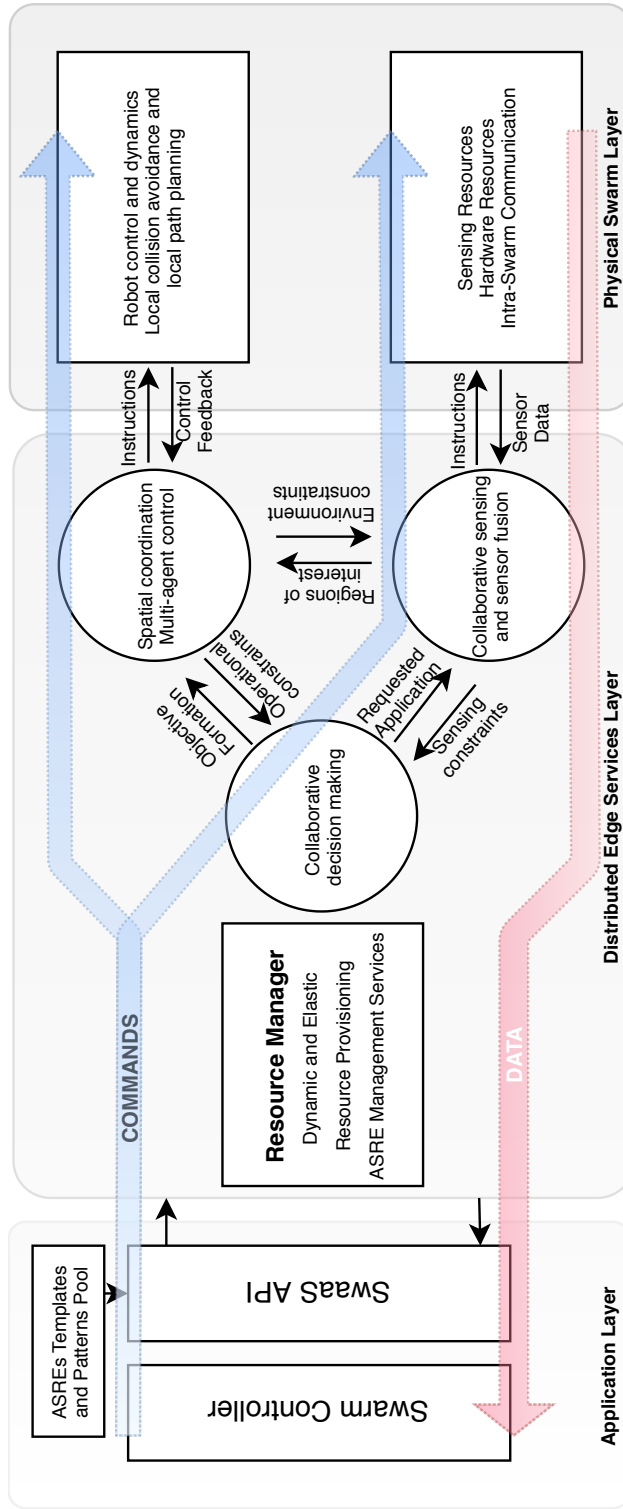 ASREs Templates
and Patterns Pool
Swarm Controller
SwaaS API
Application Layer
COMMANDS
DATA
Resource Manager
Dynamic and Elastic
Resource Provisioning
ASRE Management Services
Collaborative
decision making
Objective
Formation
Operational
constraints
Requested
Application
Sensing
constraints
Spatial coordination
Multi-agent control
Regions of
interest
Environment
constratints
Collaborative sensing
and sensor fusion
Distributed Edge Services Layer
Instructions
Control
Feedback
Instructions
Sensor
Data
Robot control and dynamics
Local collision avoidance and
local path planning
Sensing Resources
Hardware Resources
Intra-Swarm Communication
Physical Swarm Layer